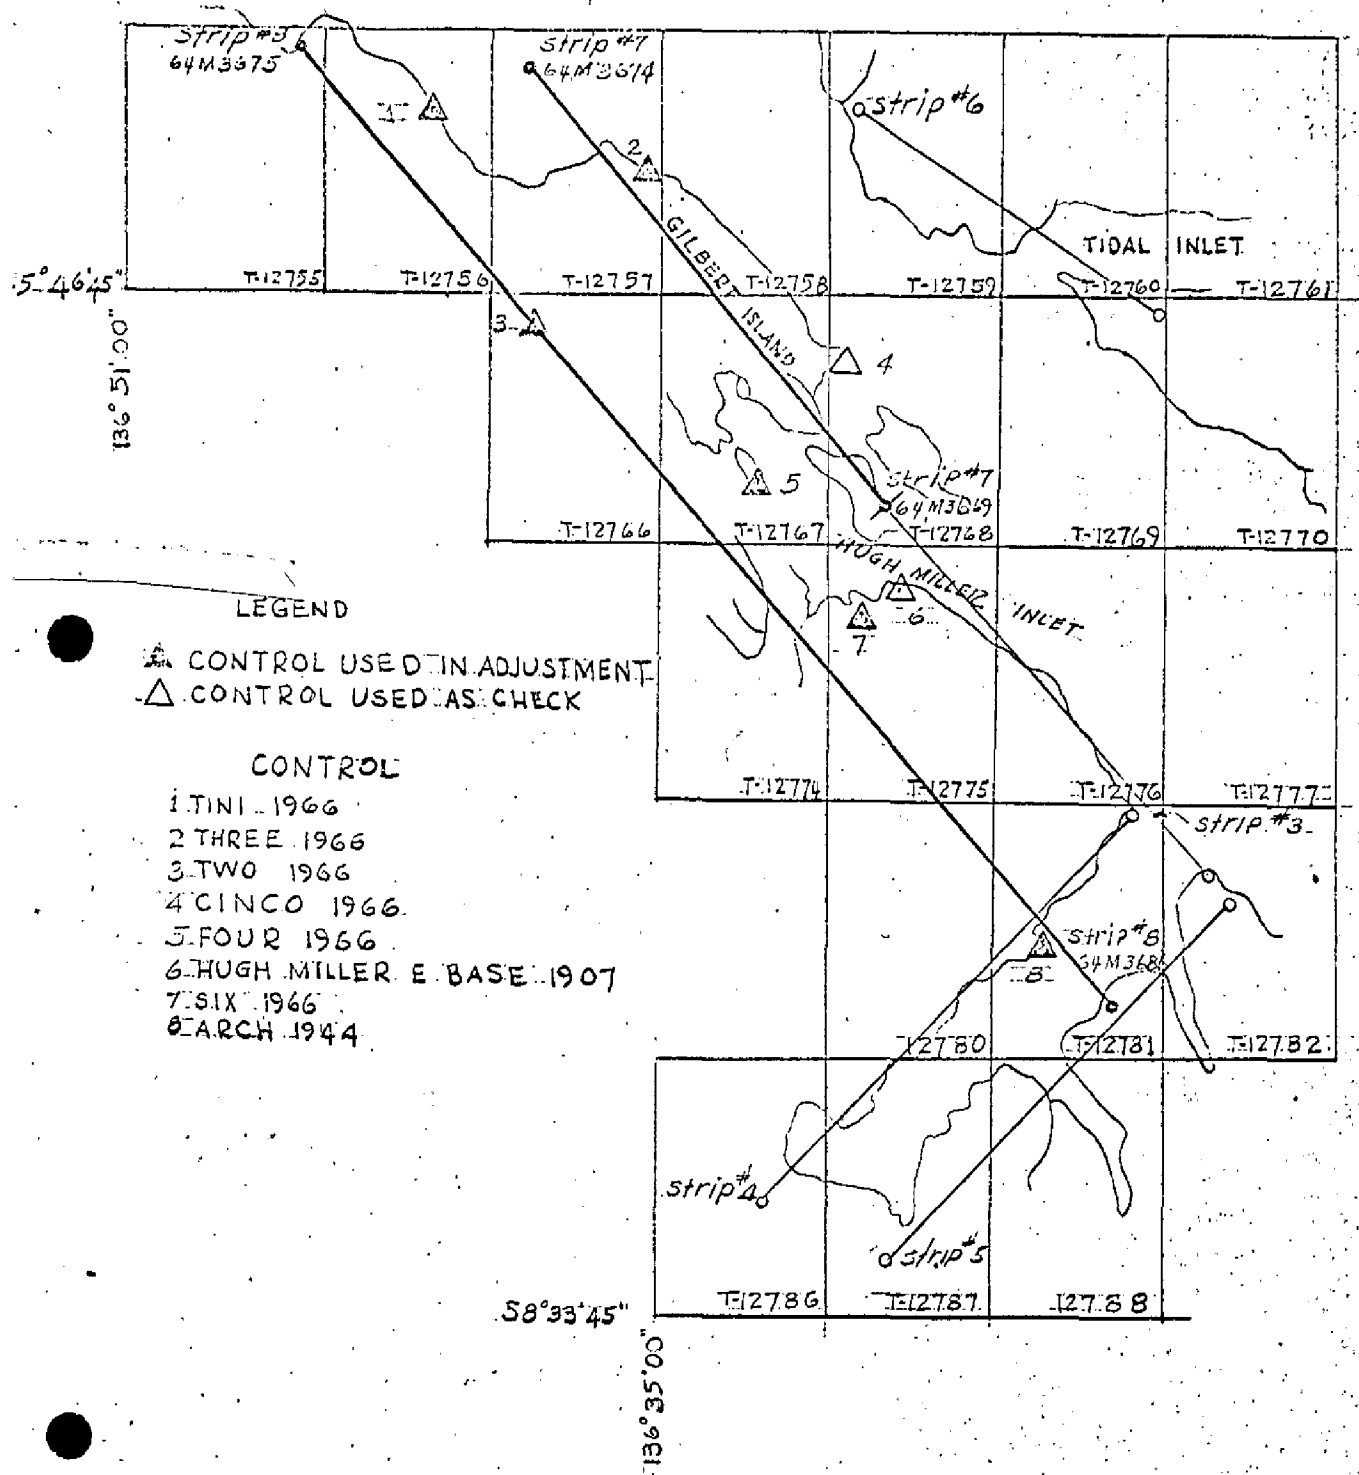 strip #
64M3675
strip #7
64M3674
strip #6
1
2
GILBERT ISLAND
TIDAL INLET
5°46'45"
T-12755
T-12756
T-12757
T-12758
T-12759
T-12760
T-12761
136° 51' 00"
3
4
5
strip #7
64M3669
T-12766
T-12767
T-12768
T-12769
T-12770
HUGH MILLER INLET
6
7
LEGEND
CONTROL USED IN ADJUSTMENT
CONTROL USED AS CHECK
CONTROL
1 TINI 1966
2 THREE 1966
3 TWO 1966
4 CINCO 1966
5 FOUR 1966
6 HUGH MILLER E BASE 1907
7 SIX 1966
8 ARCH 1944
T-12774
T-12775
T-12776
T-12777
strip #3
strip #8
64M368
8
12780
T-12781
T-12782
strip #4
strip #5
T-12786
T-12787
12788
58°33'45"
136° 35' 00"